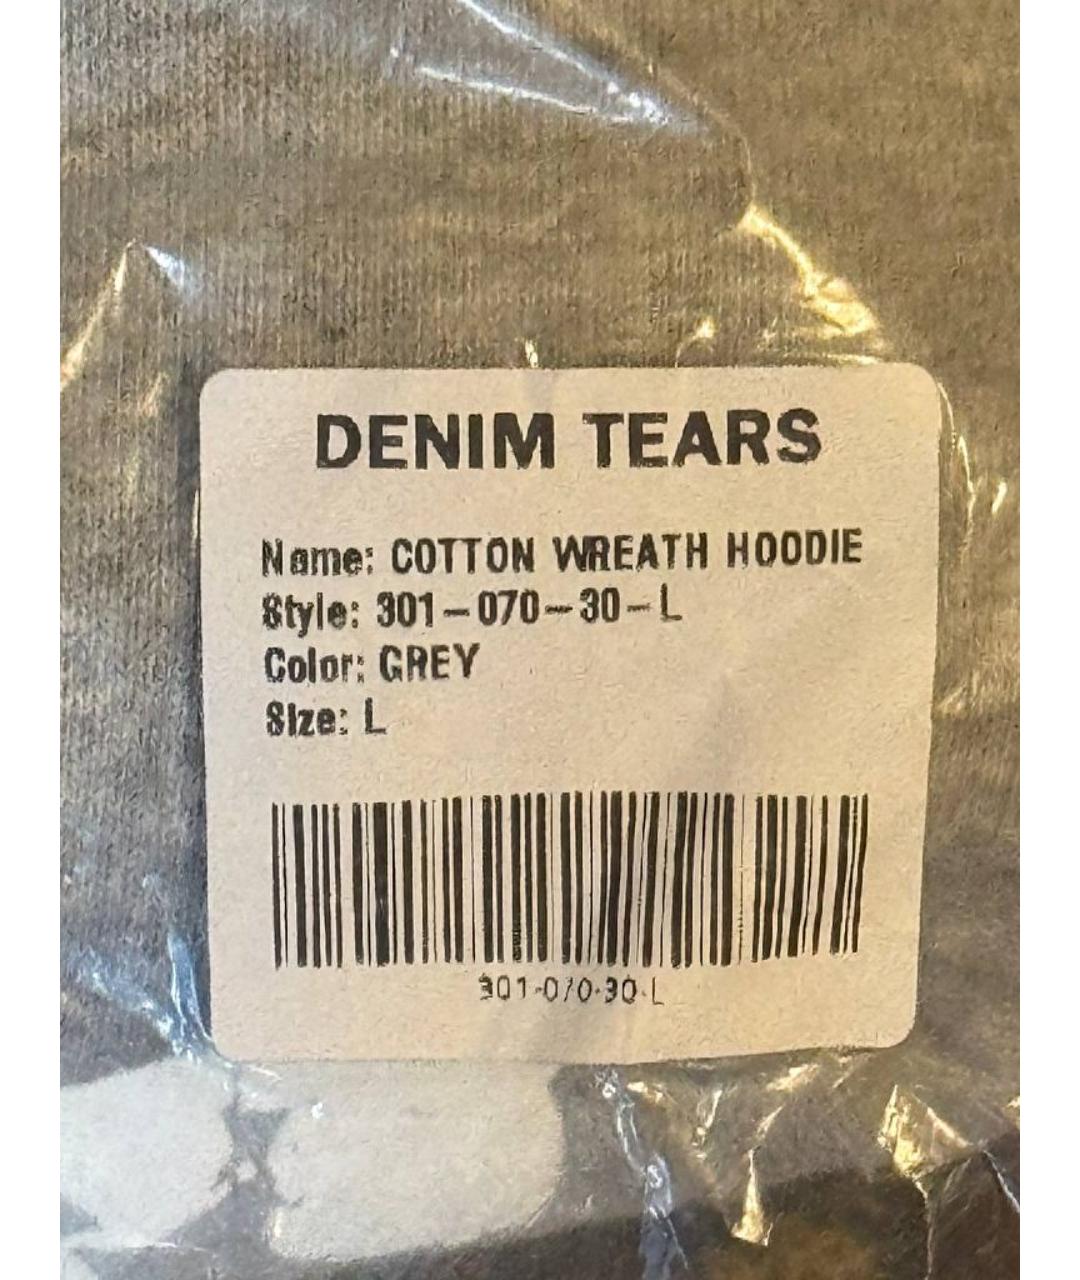 DENIM TEARS
Name: COTTON WREATH HOODIE
Style: 301-070-30-L
Color: GREY
Size: L
301-070-30-L